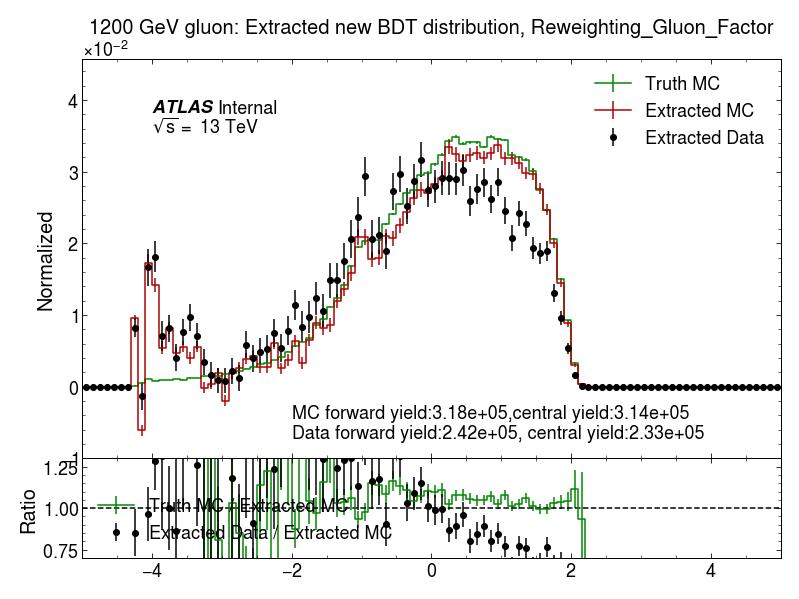 1200 GeV gluon: Extracted new BDT distribution, Reweighting_Gluon_Factor
×10⁻²
ATLAS Internal
√s = 13 TeV
Truth MC
Extracted MC
Extracted Data
Normalized
4
3
2
1
0
MC forward yield:3.18e+05,central yield:3.14e+05
Data forward yield:2.42e+05, central yield:2.33e+05
1
1.25
1.00
0.75
Ratio
Truth MC / Extracted MC
Extracted Data / Extracted MC
−4
−2
0
2
4